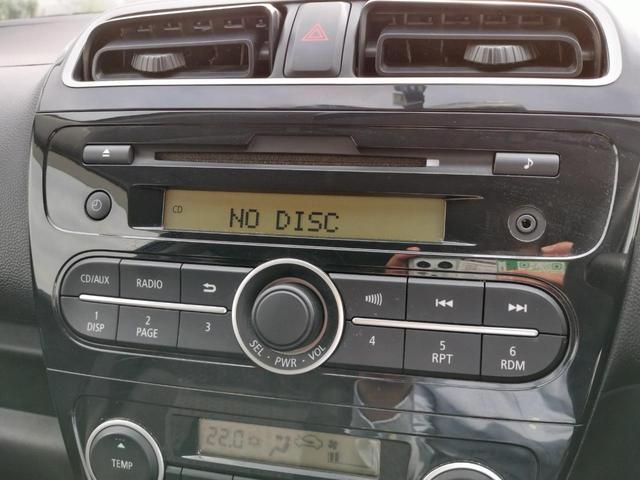 CD
NO DISC
CD/AUX RADIO
1 DISP 2 PAGE 3 4 5 RPT 6 RDM
SEL · PWR · VOL
22.0
TEMP